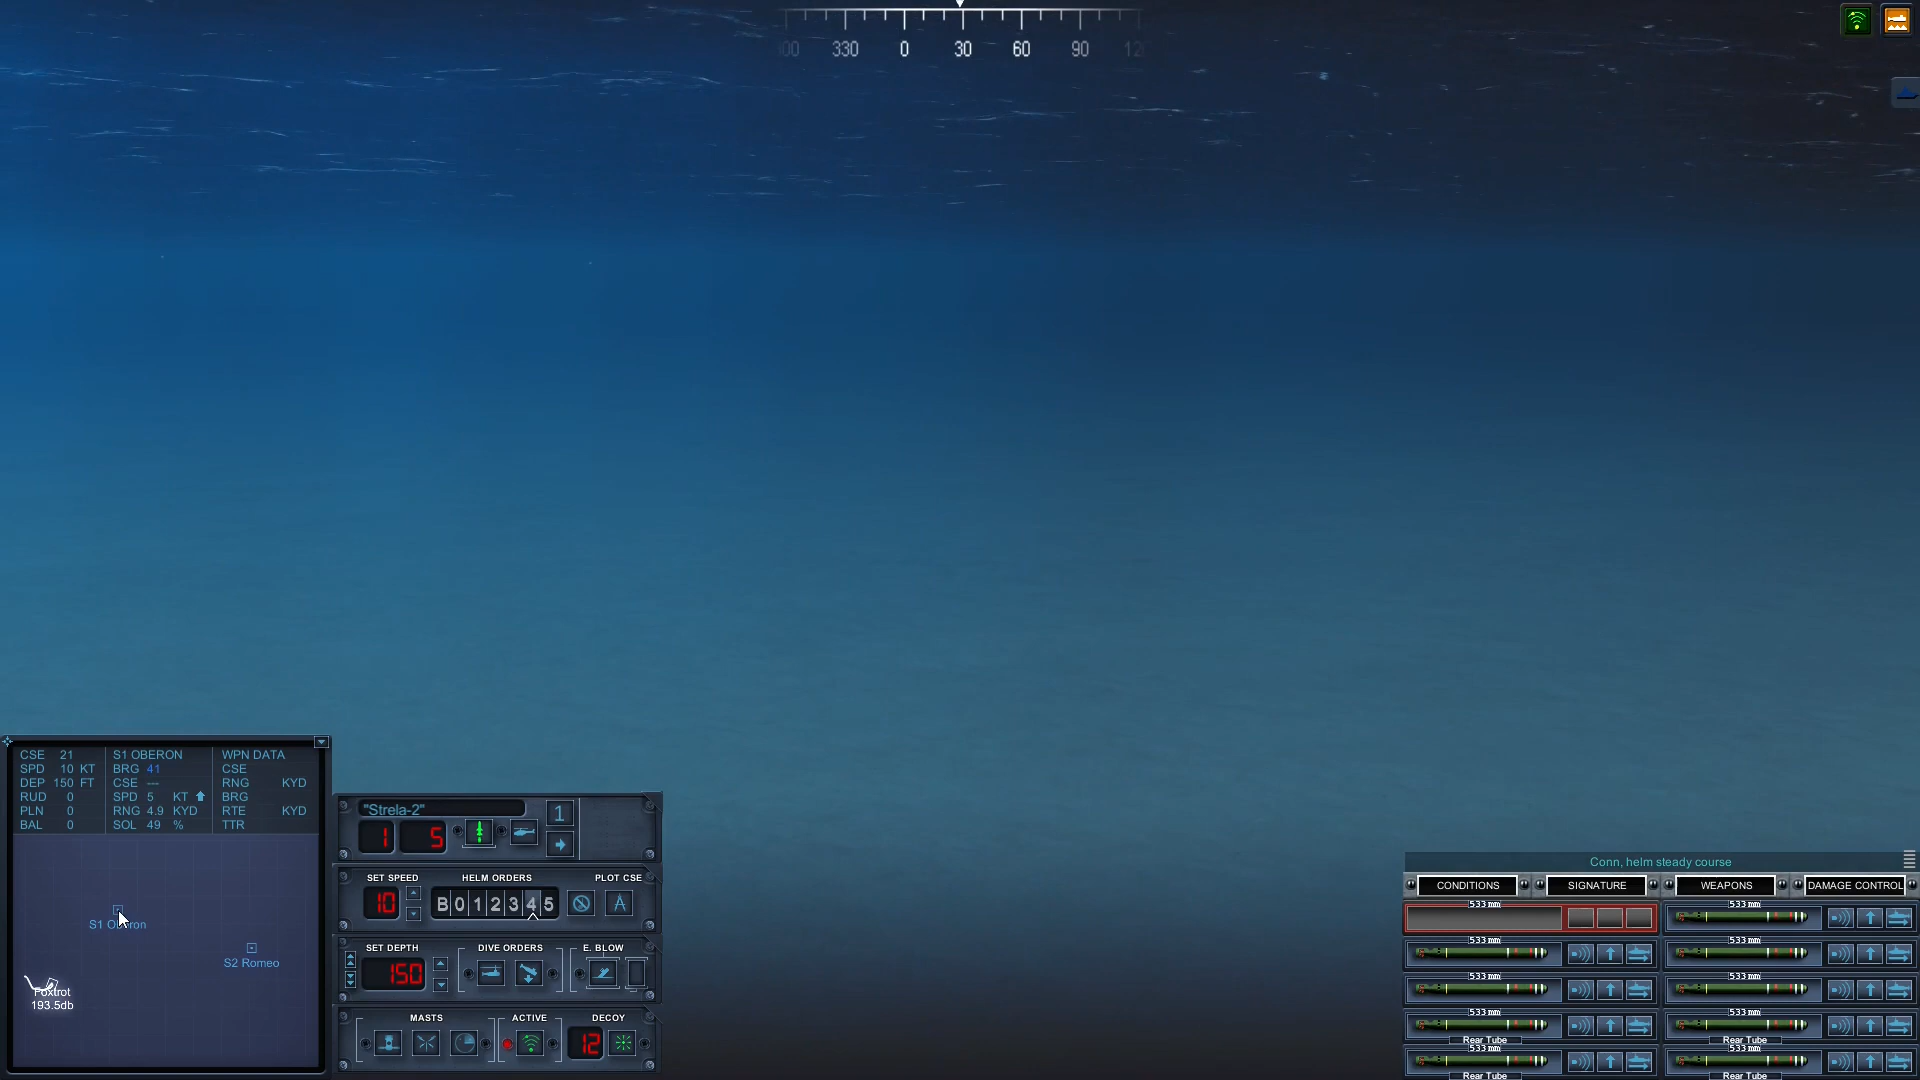 330 0 30 60 90
CSE 21
SPD 10 KT
DEP 150 FT
RUD 0
PLN 0
BAL 0
S1 OBERON
BRG 41
CSE ---
SPD 5 KT
RNG 4.9 KYD
SOL 49 %
WPN DATA
CSE
RNG KYD
BRG
RTE KYD
TTR
S1 Oberon
S2 Romeo
Foxtrot
193.5db
"Strela-2"
1 5
1
SET SPEED HELM ORDERS PLOT CSE
10 B 0 1 2 3 4 5
SET DEPTH DIVE ORDERS E. BLOW
150
MASTS ACTIVE DECOY
12
Conn, helm steady course
CONDITIONS SIGNATURE WEAPONS DAMAGE CONTROL
533 mm 533 mm
533 mm 533 mm
533 mm 533 mm
533 mm 533 mm
Rear Tube Rear Tube
533 mm 533 mm
Rear Tube Rear Tube